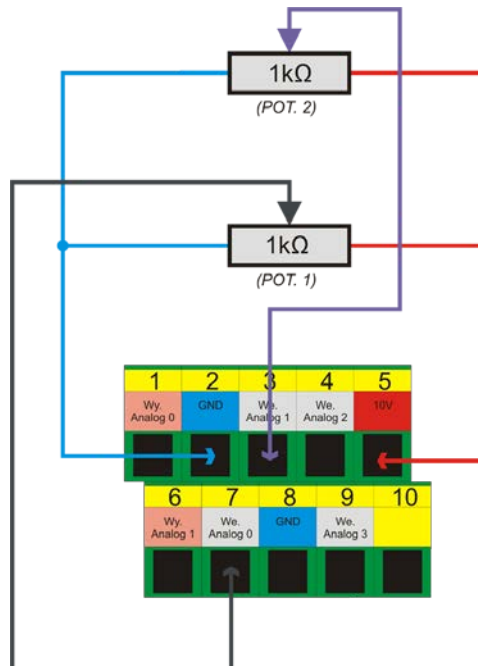 1kΩ
(POT. 2)
1kΩ
(POT. 1)
1 2 3 4 5
Wy. Analog 0
GND
We. Analog 1
We. Analog 2
10V
6 7 8 9 10
Wy. Analog 1
We. Analog 0
GND
We. Analog 3